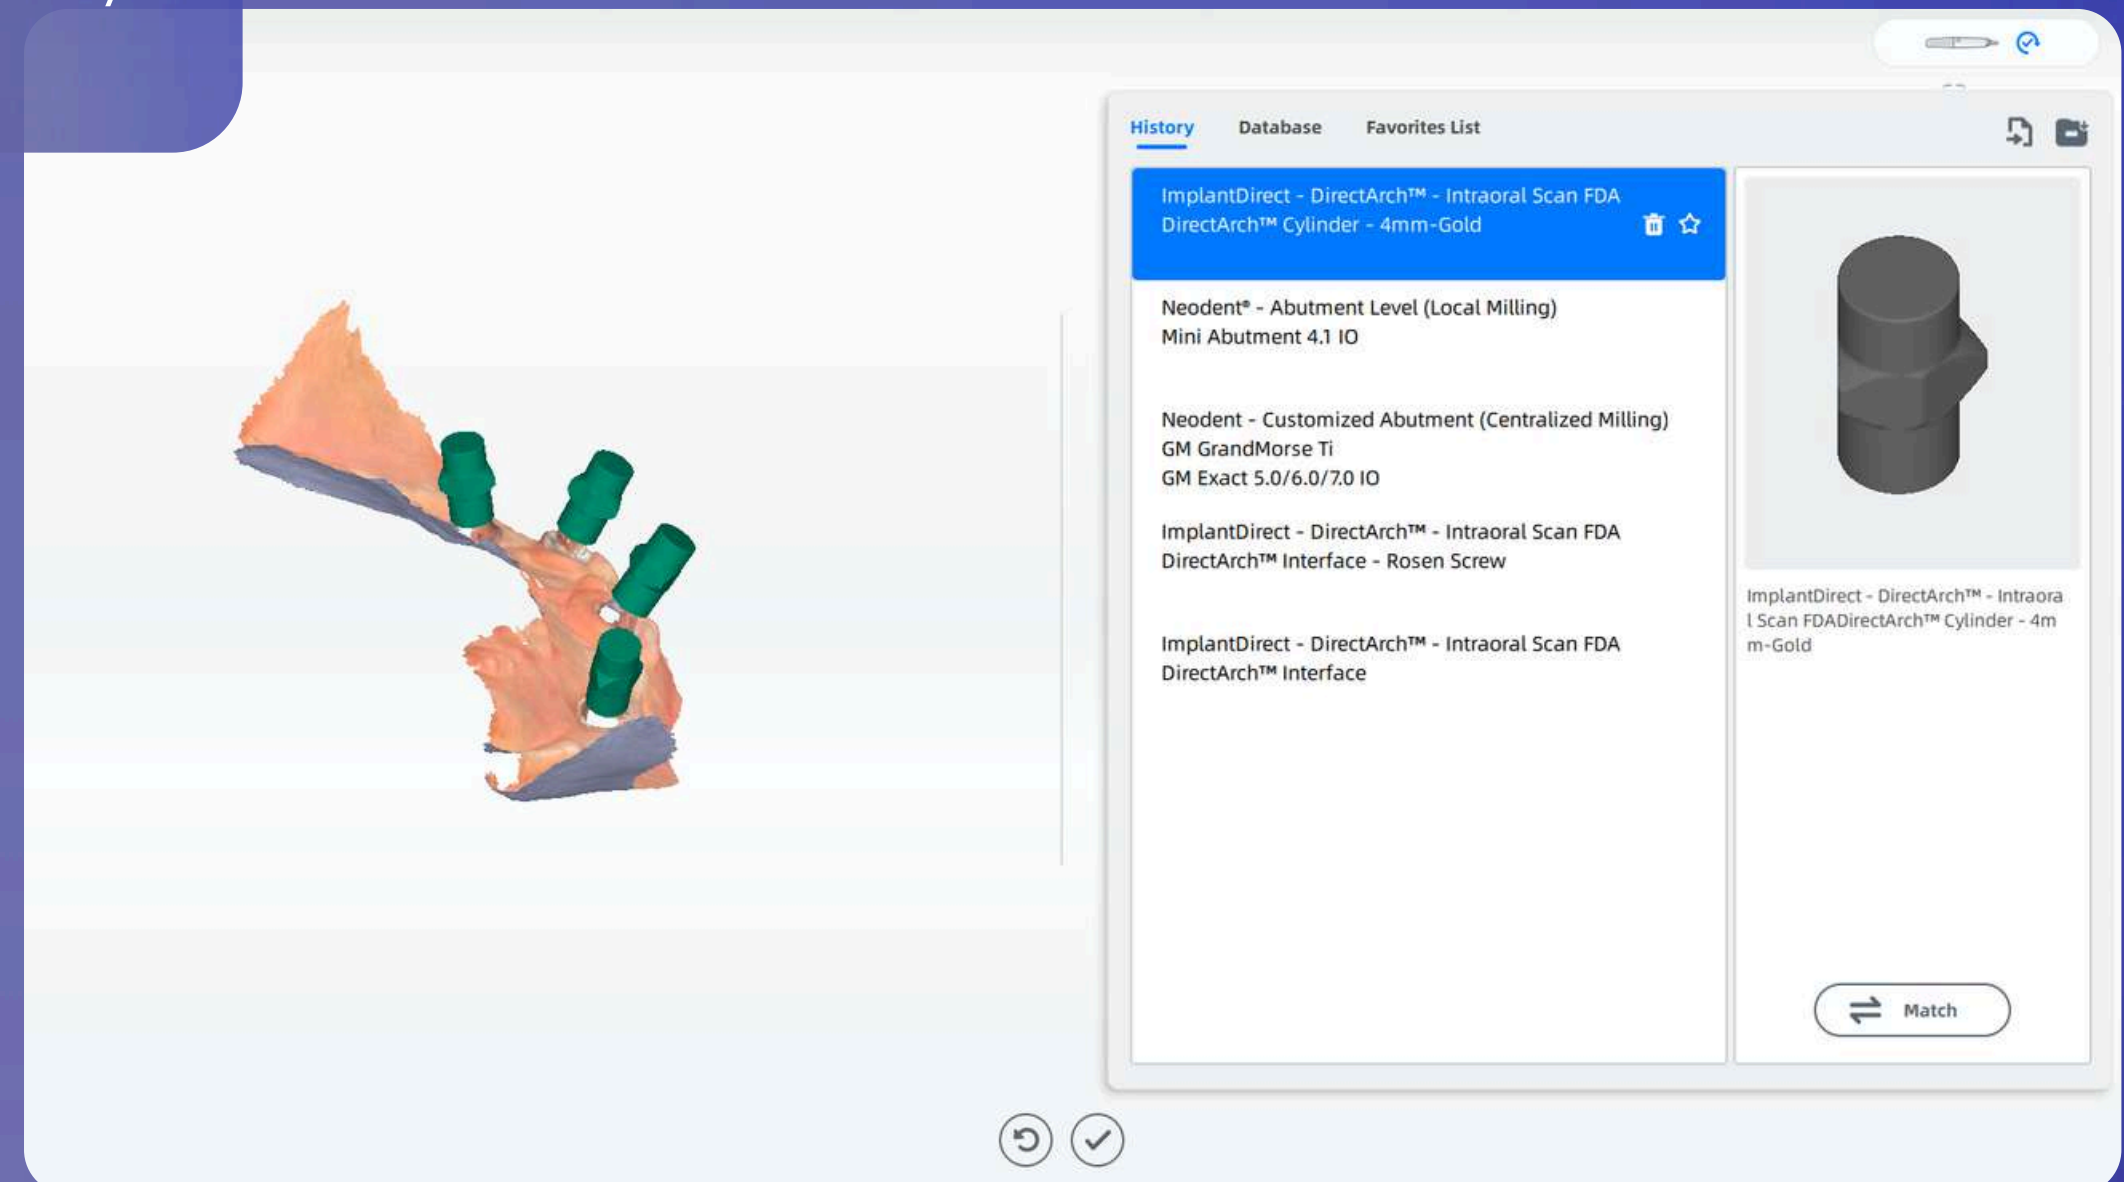 History Database Favorites List
ImplantDirect - DirectArch™ - Intraoral Scan FDA
DirectArch™ Cylinder - 4mm-Gold
Neodent® - Abutment Level (Local Milling)
Mini Abutment 4.1 IO
Neodent - Customized Abutment (Centralized Milling)
GM GrandMorse Ti
GM Exact 5.0/6.0/7.0 IO
ImplantDirect - DirectArch™ - Intraoral Scan FDA
DirectArch™ Interface - Rosen Screw
ImplantDirect - DirectArch™ - Intraoral Scan FDA
DirectArch™ Interface
ImplantDirect - DirectArch™ - Intraora
l Scan FDADirectArch™ Cylinder - 4m
m-Gold
Match